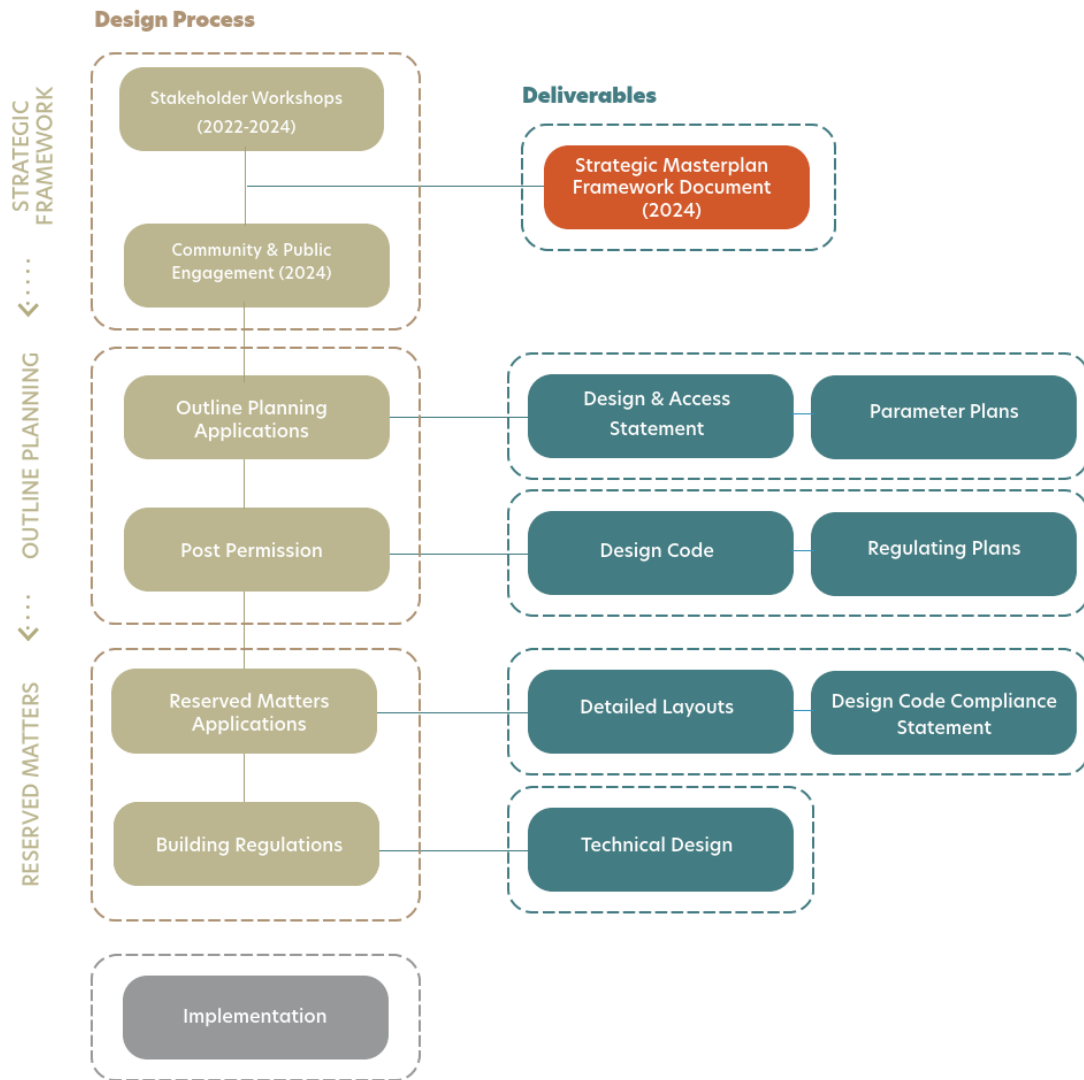 Design Process
STRATEGIC
FRAMEWORK
Stakeholder Workshops
(2022-2024)
Deliverables
Strategic Masterplan
Framework Document
(2024)
Community & Public
Engagement (2024)
OUTLINE PLANNING
Outline Planning
Applications
Design & Access
Statement
Parameter Plans
Post Permission
Design Code
Regulating Plans
RESERVED MATTERS
Reserved Matters
Applications
Detailed Layouts
Design Code Compliance
Statement
Building Regulations
Technical Design
Implementation